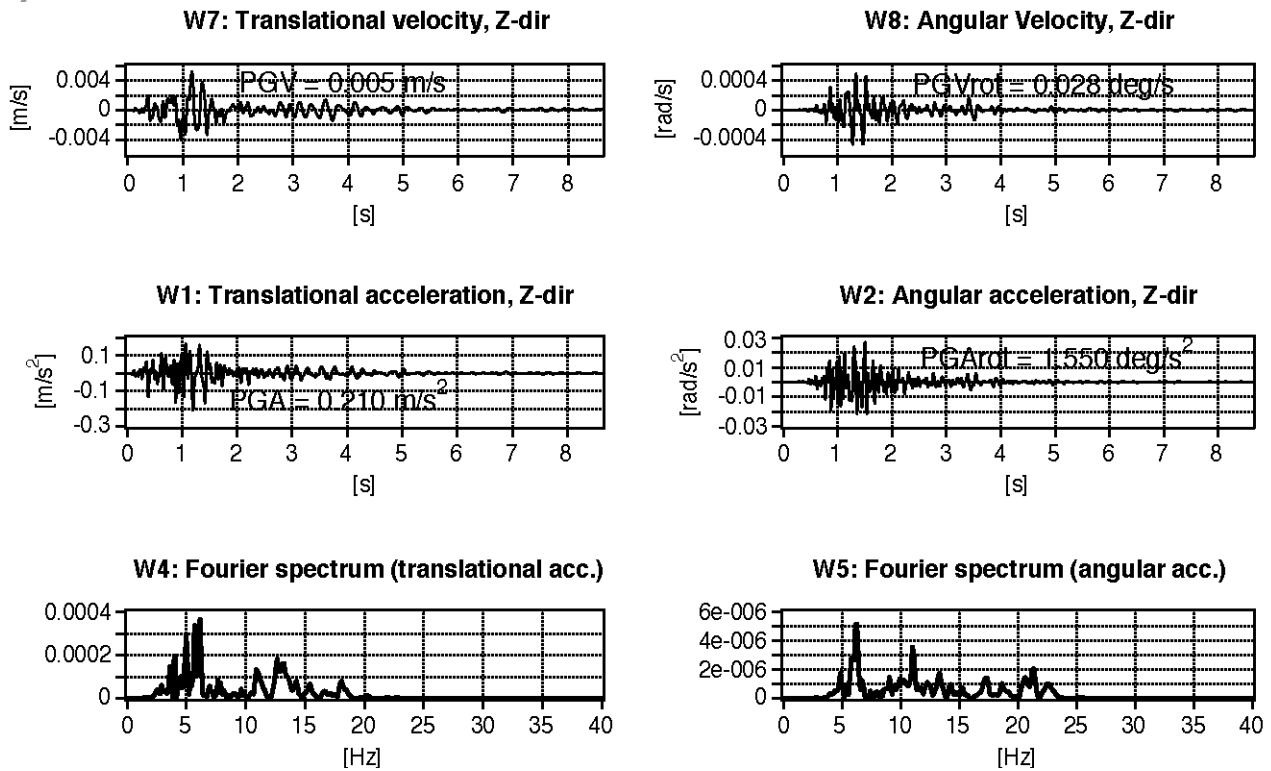 W7: Translational velocity, Z-dir
[m/s]
0.004
0
-0.004
PGV = 0.005 m/s
0 1 2 3 4 5 6 7 8
[s]
W8: Angular Velocity, Z-dir
[rad/s]
0.0004
0
-0.0004
PGVrot = 0.028 deg/s
0 1 2 3 4 5 6 7 8
[s]
W1: Translational acceleration, Z-dir
[m/s²]
0.1
-0.1
-0.3
PGA = 0.210 m/s²
0 1 2 3 4 5 6 7 8
[s]
W2: Angular acceleration, Z-dir
[rad/s²]
0.03
0.01
-0.01
-0.03
PGArot = 1.550 deg/s²
0 1 2 3 4 5 6 7 8
[s]
W4: Fourier spectrum (translational acc.)
0.0004
0.0002
0
0 5 10 15 20 25 30 35 40
[Hz]
W5: Fourier spectrum (angular acc.)
6e-006
4e-006
2e-006
0
0 5 10 15 20 25 30 35 40
[Hz]